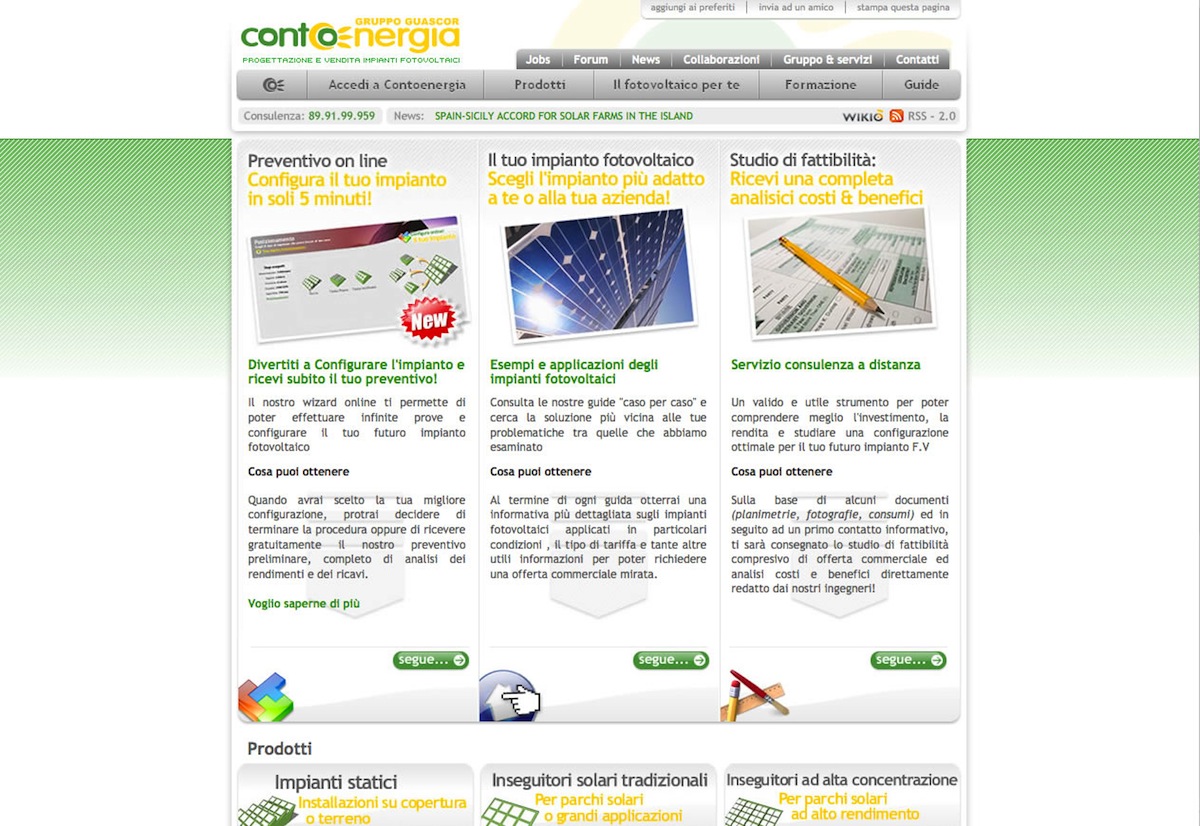 aggiungi ai preferiti
invia ad un amico
stampa questa pagina
GRUPPO GUASCOR
contoenergia
PROGETTAZIONE E VENDITA IMPIANTI FOTOVOLTAICI
Jobs
Forum
News
Collaborazioni
Gruppo & servizi
Contatti
Accedi a Contoenergia
Prodotti
Il fotovoltaico per te
Formazione
Guide
Consulenza: 89.91.99.959
News: SPAIN-SICILY ACCORD FOR SOLAR FARMS IN THE ISLAND
WIKIO
RSS - 2.0
Preventivo on line
Configura il tuo impianto
in soli 5 minuti!
New
Divertiti a Configurare l'impianto e
ricevi subito il tuo preventivo!
Il nostro wizard online ti permette di
poter effettuare infinite prove e
configurare il tuo futuro impianto
fotovoltaico
Cosa puoi ottenere
Quando avrai scelto la tua migliore
configurazione, protrai decidere di
terminare la procedura oppure di ricevere
gratuitamente il nostro preventivo
preliminare, completo di analisi dei
rendimenti e dei ricavi.
Voglio saperne di più
segue...
Il tuo impianto fotovoltaico
Scegli l'impianto più adatto
a te o alla tua azienda!
Esempi e applicazioni degli
impianti fotovoltaici
Consulta le nostre guide "caso per caso" e
cerca la soluzione più vicina alle tue
problematiche tra quelle che abbiamo
esaminato
Cosa puoi ottenere
Al termine di ogni guida otterrai una
informativa più dettagliata sugli impianti
fotovoltaici applicati in particolari
condizioni , il tipo di tariffa e tante altre
utili informazioni per poter richiedere
una offerta commerciale mirata.
segue...
Studio di fattibilità:
Ricevi una completa
analisici costi & benefici
Servizio consulenza a distanza
Un valido e utile strumento per poter
comprendere meglio l'investimento, la
rendita e studiare una configurazione
ottimale per il tuo futuro impianto F.V
Cosa puoi ottenere
Sulla base di alcuni documenti
(planimetrie, fotografie, consumi) ed in
seguito ad un primo contatto informativo,
ti sarà consegnato lo studio di fattibilità
compresivo di offerta commerciale ed
analisi costi e benefici direttamente
redatto dai nostri ingegneri!
segue...
Prodotti
Impianti statici
Installazioni su copertura
o terreno
Inseguitori solari tradizionali
Per parchi solari
o grandi applicazioni
Inseguitori ad alta concentrazione
Per parchi solari
ad alto rendimento